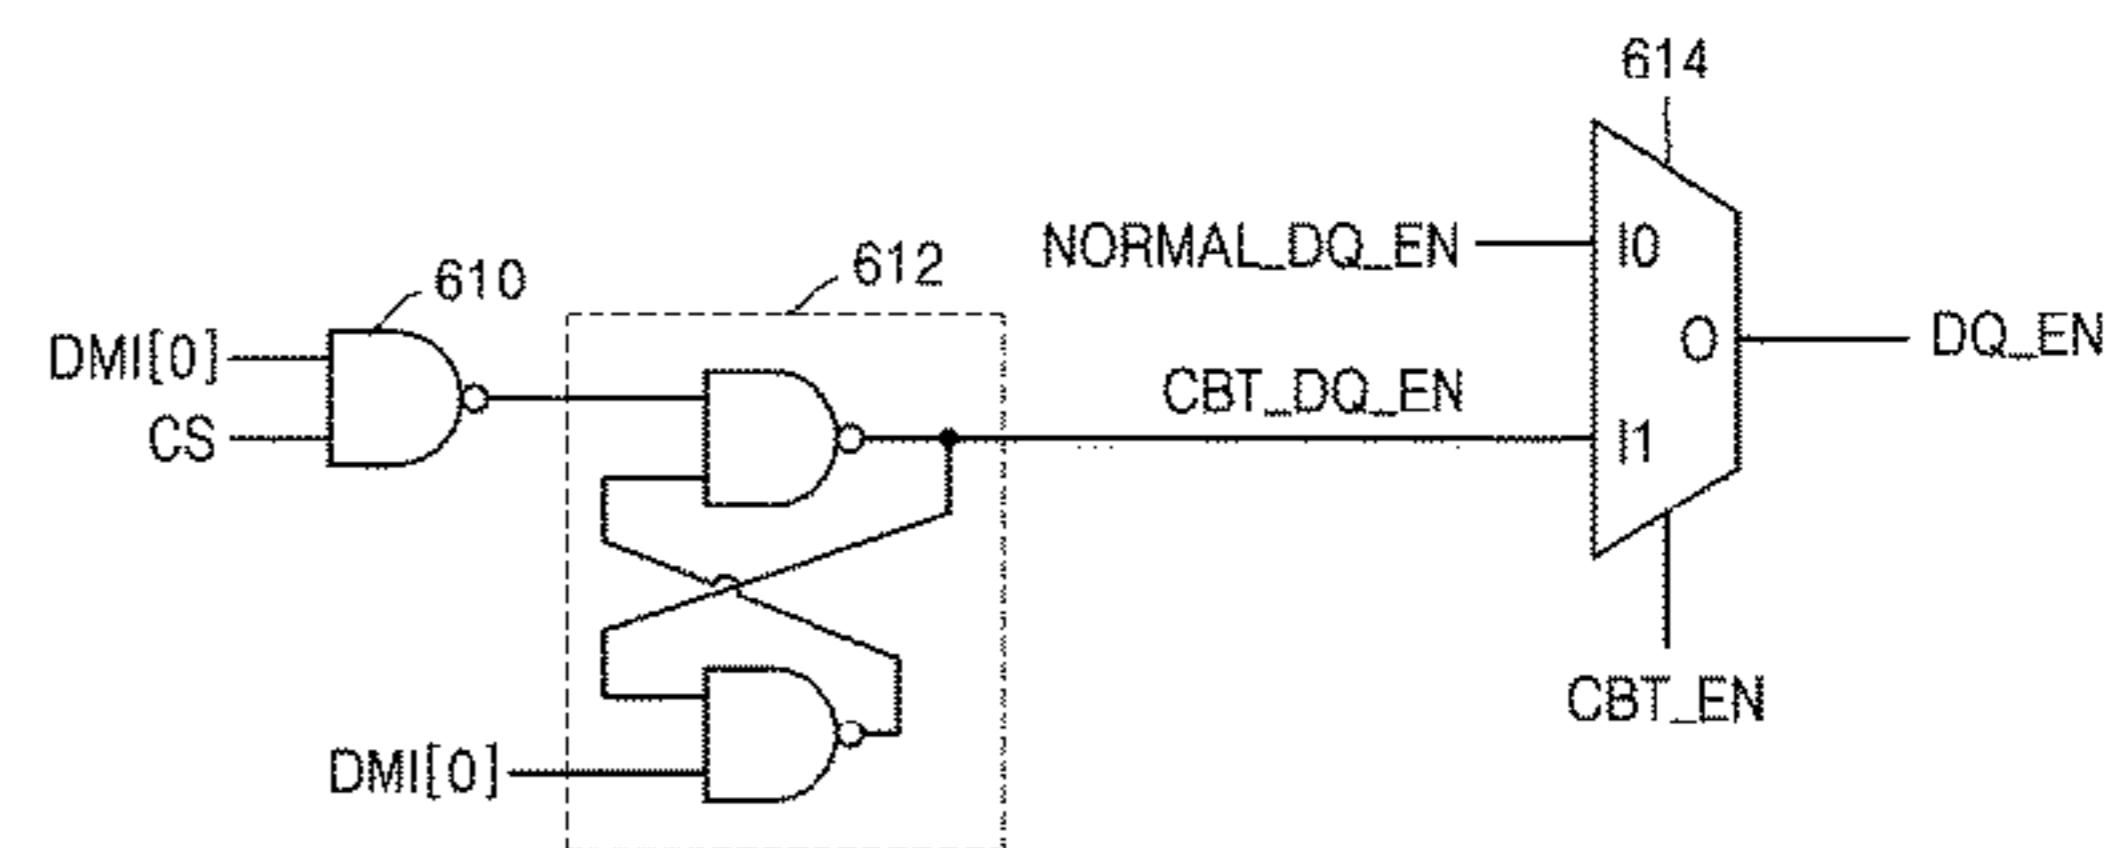 614
NORMAL_DQ_EN
I0
612
610
DMI[0]
O
DQ_EN
CBT_DQ_EN
CS
I1
CBT_EN
DMI[0]